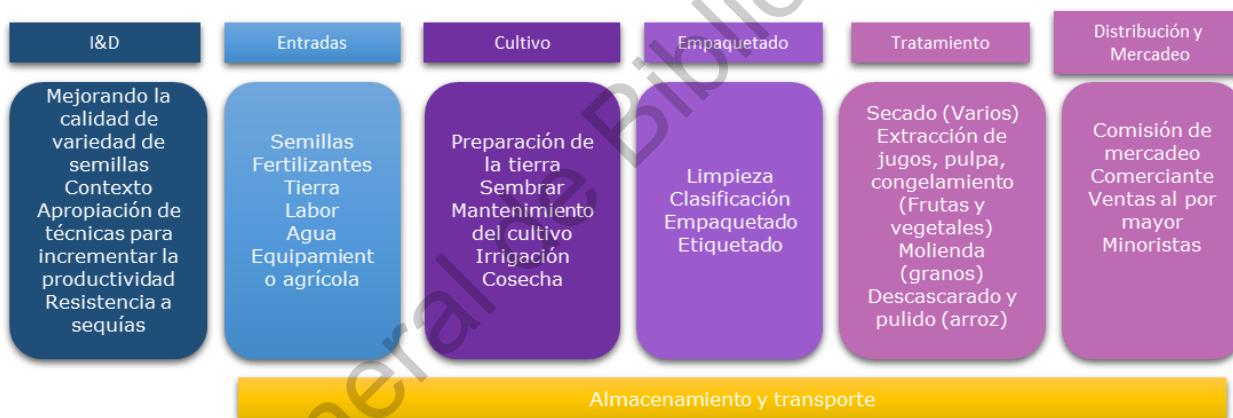 I&D
Mejorando la
calidad de
variedad de
semillas
Contexto
Apropiación de
técnicas para
incrementar la
productividad
Resistencia a
sequías
Entradas
Semillas
Fertilizantes
Tierra
Labor
Agua
Equipamient
o agrícola
Cultivo
Preparación de
la tierra
Sembrar
Mantenimiento
del cultivo
Irrigación
Cosecha
Empaquetado
Limpieza
Clasificación
Empaquetado
Etiquetado
Tratamiento
Secado (Varios)
Extracción de
jugos, pulpa,
congelamiento
(Frutas y
vegetales)
Molienda
(granos)
Descascarado y
pulido (arroz)
Distribución y
Mercadeo
Comisión de
mercadeo
Comerciante
Ventas al por
mayor
Minoristas
Almacenamiento y transporte
eral de Biblio